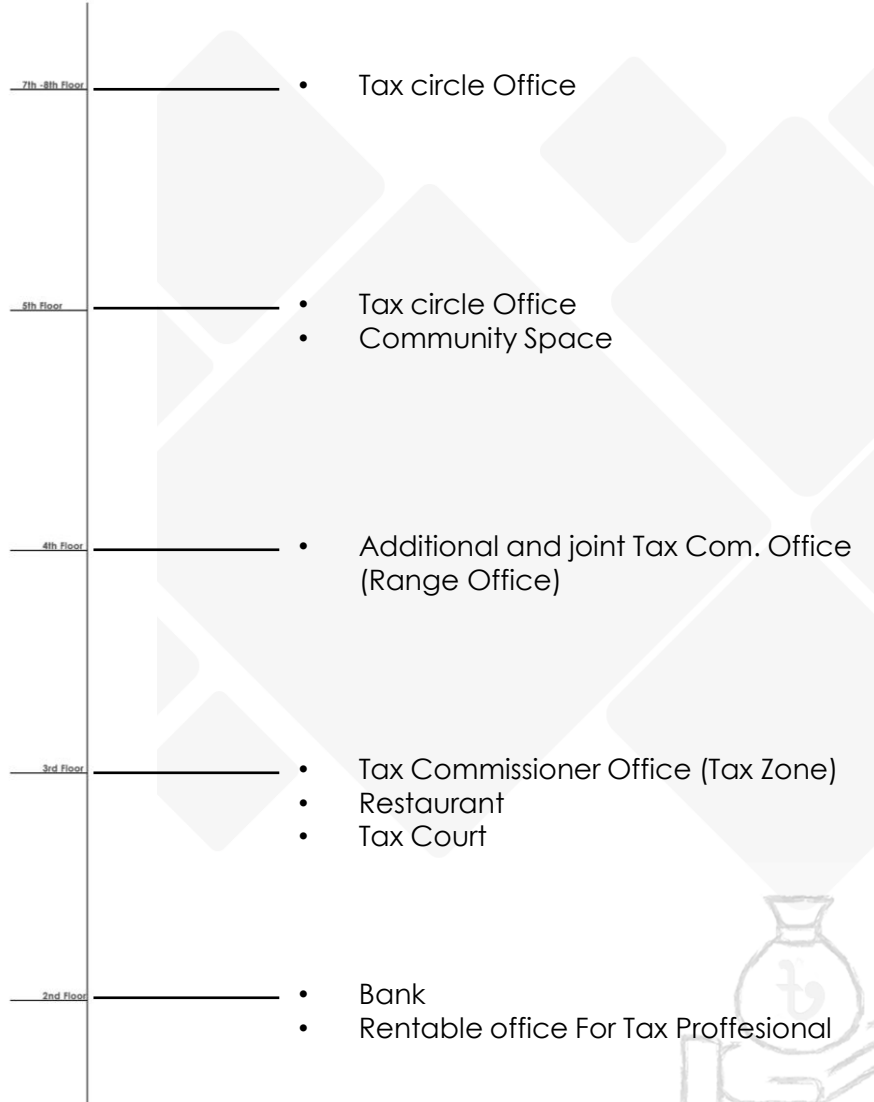 7th -8th Floor
• Tax circle Office
5th Floor
• Tax circle Office
• Community Space
4th Floor
• Additional and joint Tax Com. Office
(Range Office)
3rd Floor
• Tax Commissioner Office (Tax Zone)
• Restaurant
• Tax Court
2nd Floor
• Bank
• Rentable office For Tax Proffesional
৳